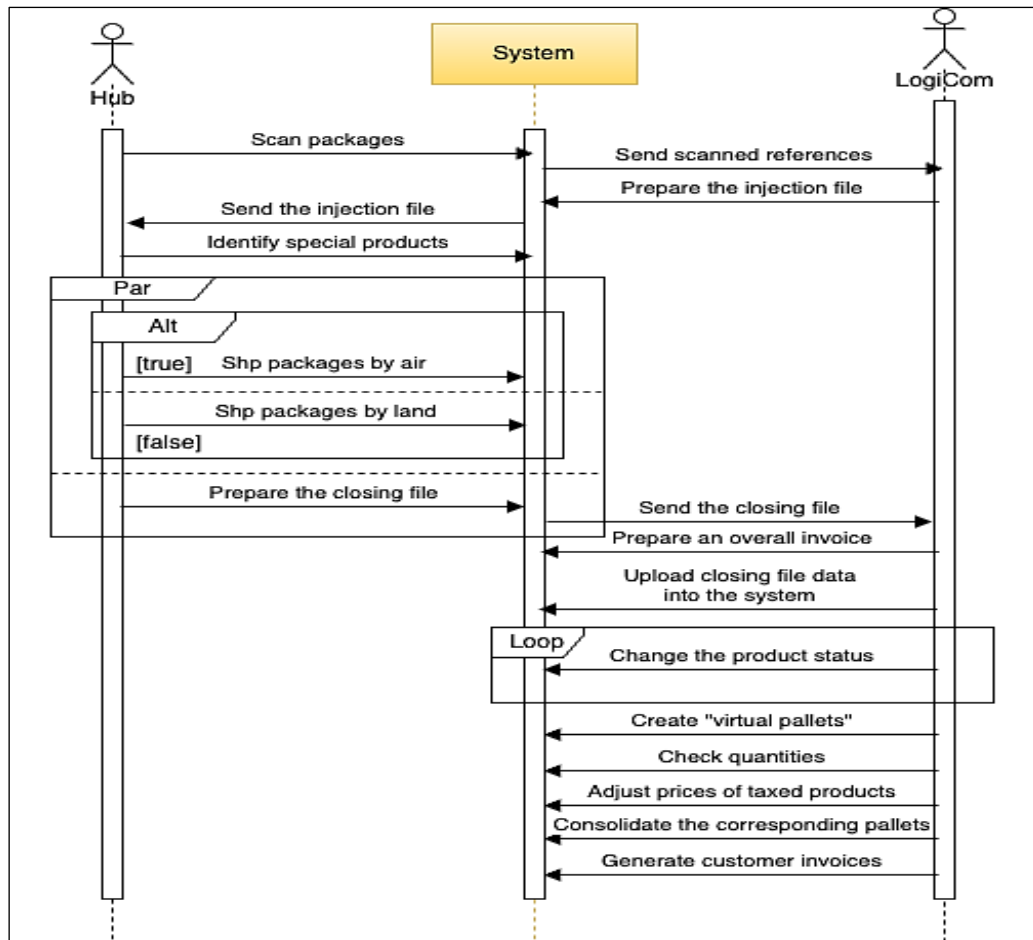 Hub
System
LogiCom
Scan packages
Send scanned references
Prepare the injection file
Send the injection file
Identify special products
Par
Alt
[true] Shp packages by air
Shp packages by land
[false]
Prepare the closing file
Send the closing file
Prepare an overall invoice
Upload closing file data
into the system
Loop
Change the product status
Create "virtual pallets"
Check quantities
Adjust prices of taxed products
Consolidate the corresponding pallets
Generate customer invoices